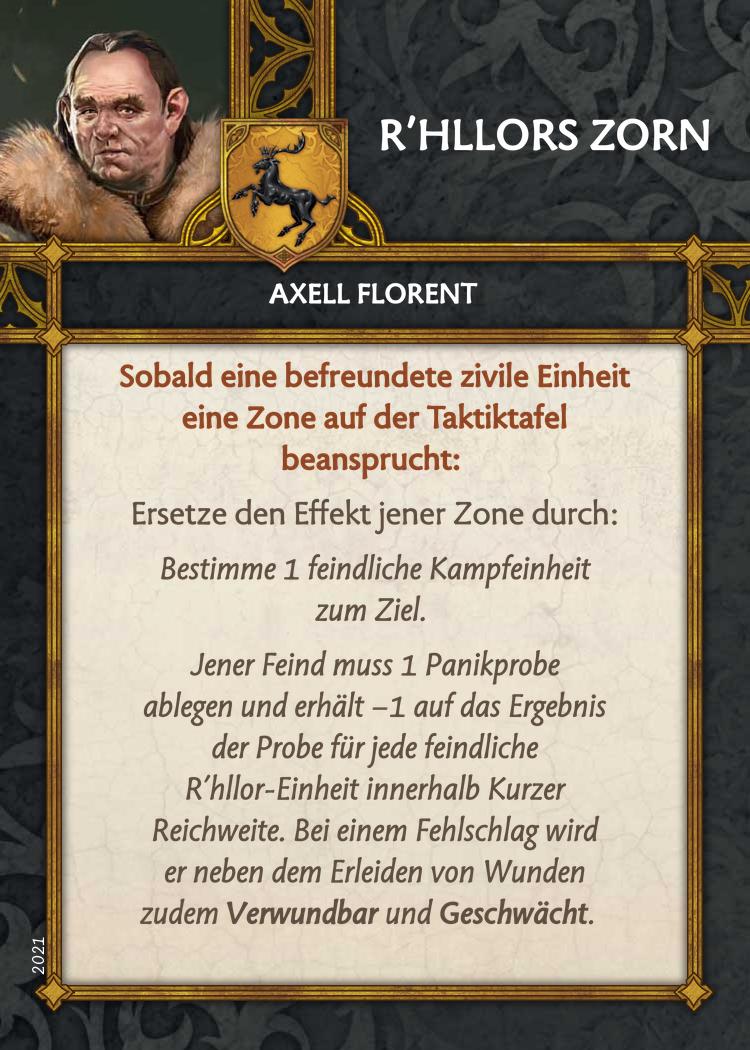 R’HLLORS ZORN
AXELL FLORENT
Sobald eine befreundete zivile Einheit
eine Zone auf der Taktiktafel
beansprucht:
Ersetze den Effekt jener Zone durch:
Bestimme 1 feindliche Kampfeinheit
zum Ziel.
Jener Feind muss 1 Panikprobe
ablegen und erhält –1 auf das Ergebnis
der Probe für jede feindliche
R’hllor-Einheit innerhalb Kurzer
Reichweite. Bei einem Fehlschlag wird
er neben dem Erleiden von Wunden
zudem Verwundbar und Geschwächt.
2021